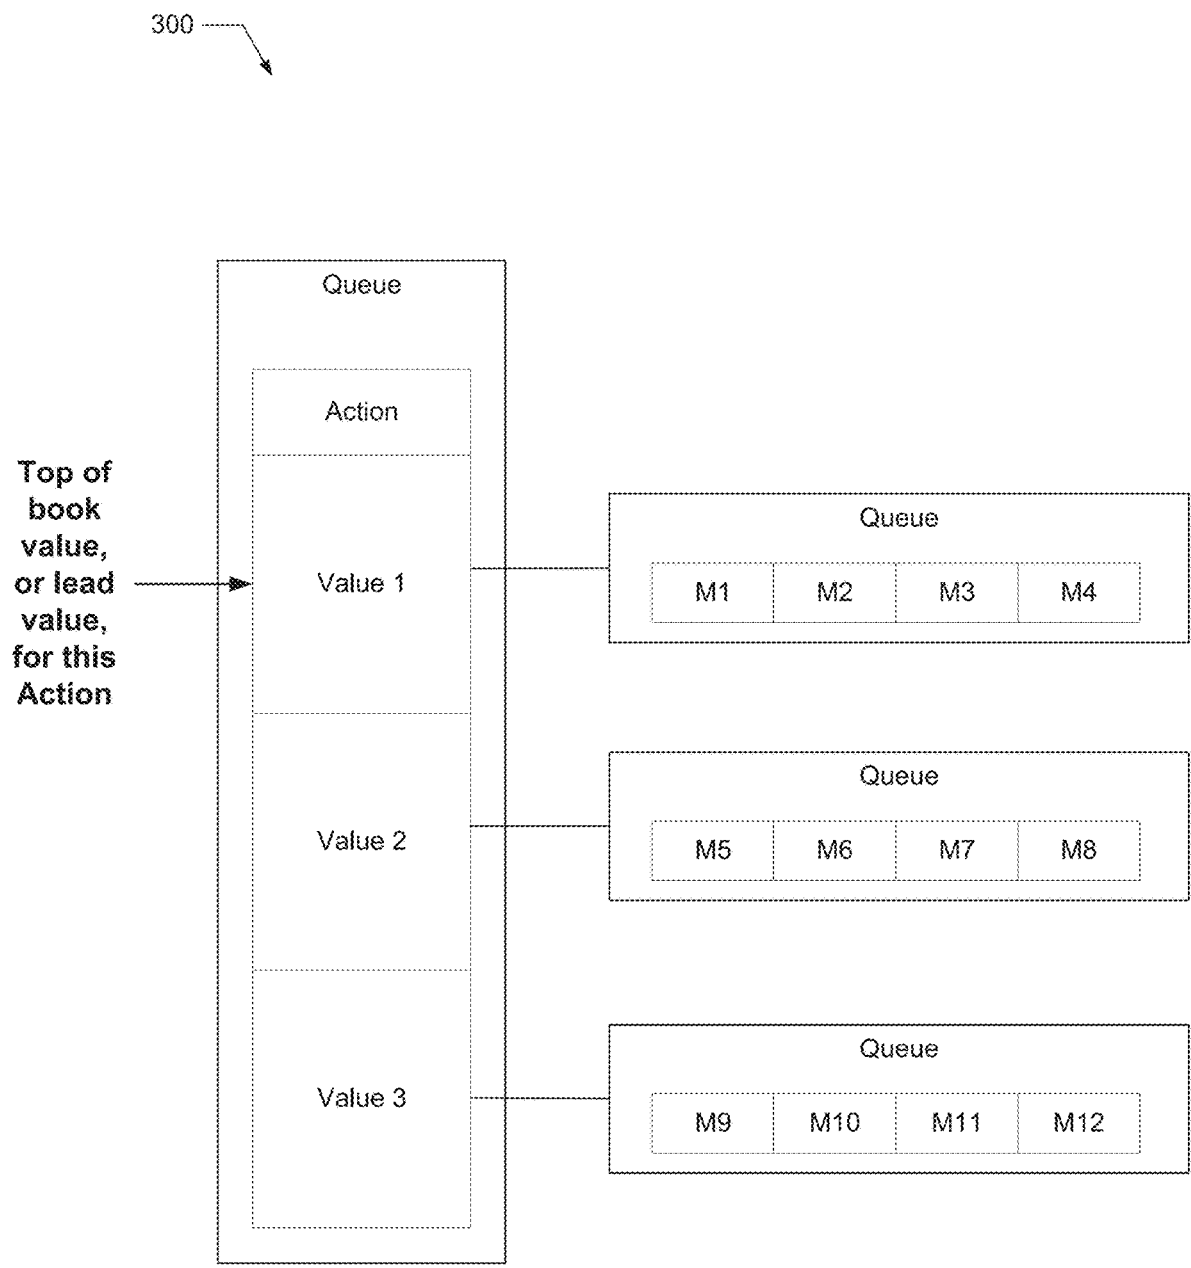 300
Queue
Action
Top of
book
value,
or lead
value,
for this
Action
Value 1
Queue
M1 M2 M3 M4
Value 2
Queue
M5 M6 M7 M8
Value 3
Queue
M9 M10 M11 M12